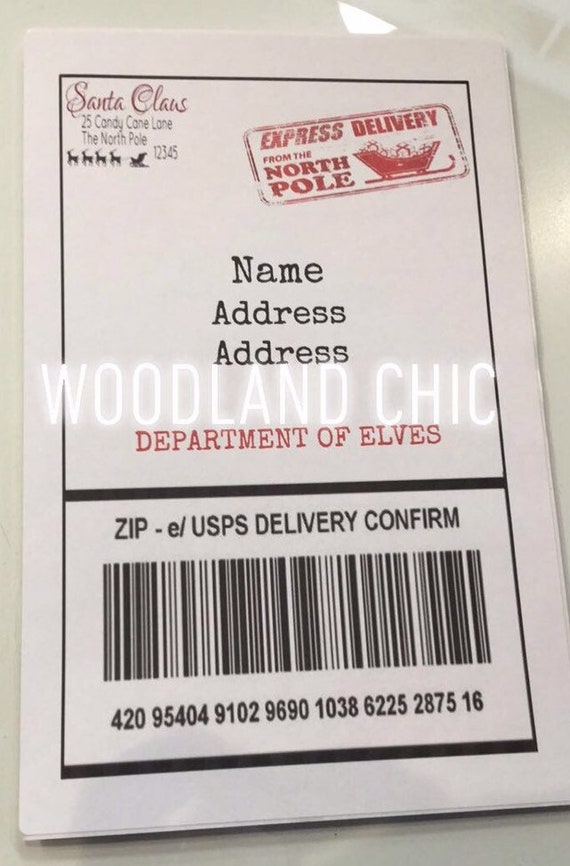 Santa Claus
25 Candy Cane Lane
The North Pole
12345
EXPRESS DELIVERY
FROM THE
NORTH
POLE
Name
Address
Address
WOODLAND CHIC
DEPARTMENT OF ELVES
ZIP - e/ USPS DELIVERY CONFIRM
420 95404 9102 9690 1038 6225 2875 16